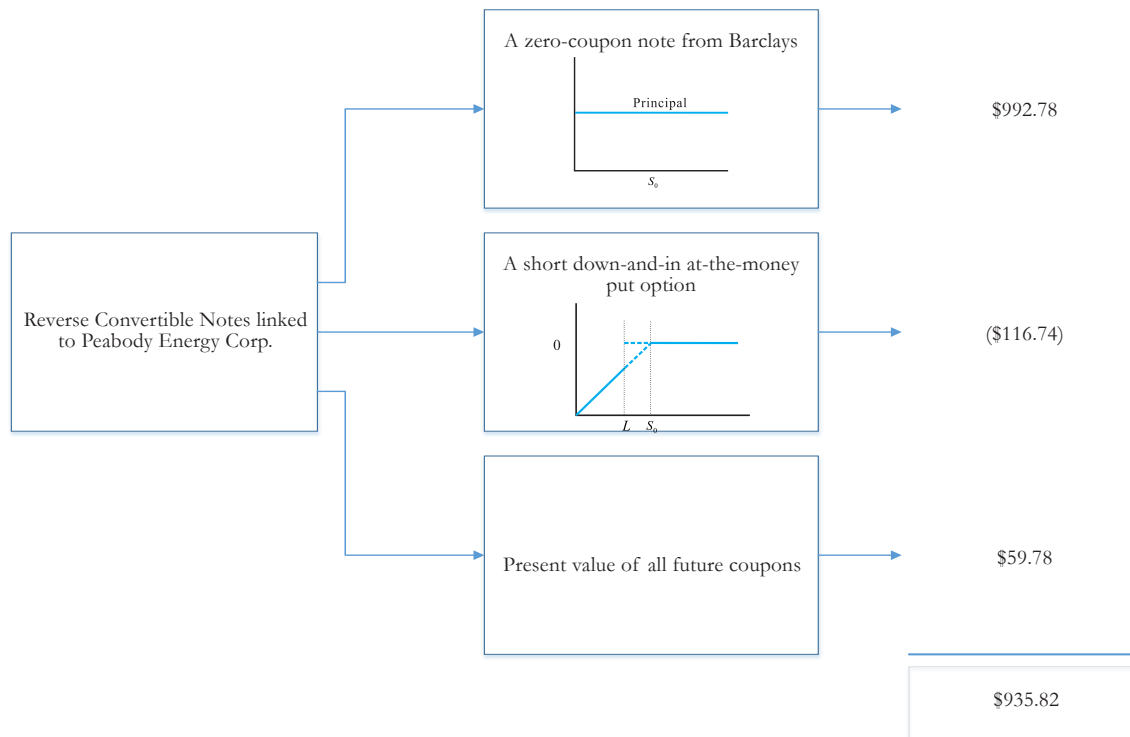 A zero-coupon note from Barclays
Principal
S₀
$992.78
Reverse Convertible Notes linked
to Peabody Energy Corp.
A short down-and-in at-the-money
put option
0
L S₀
($116.74)
Present value of all future coupons
$59.78
$935.82